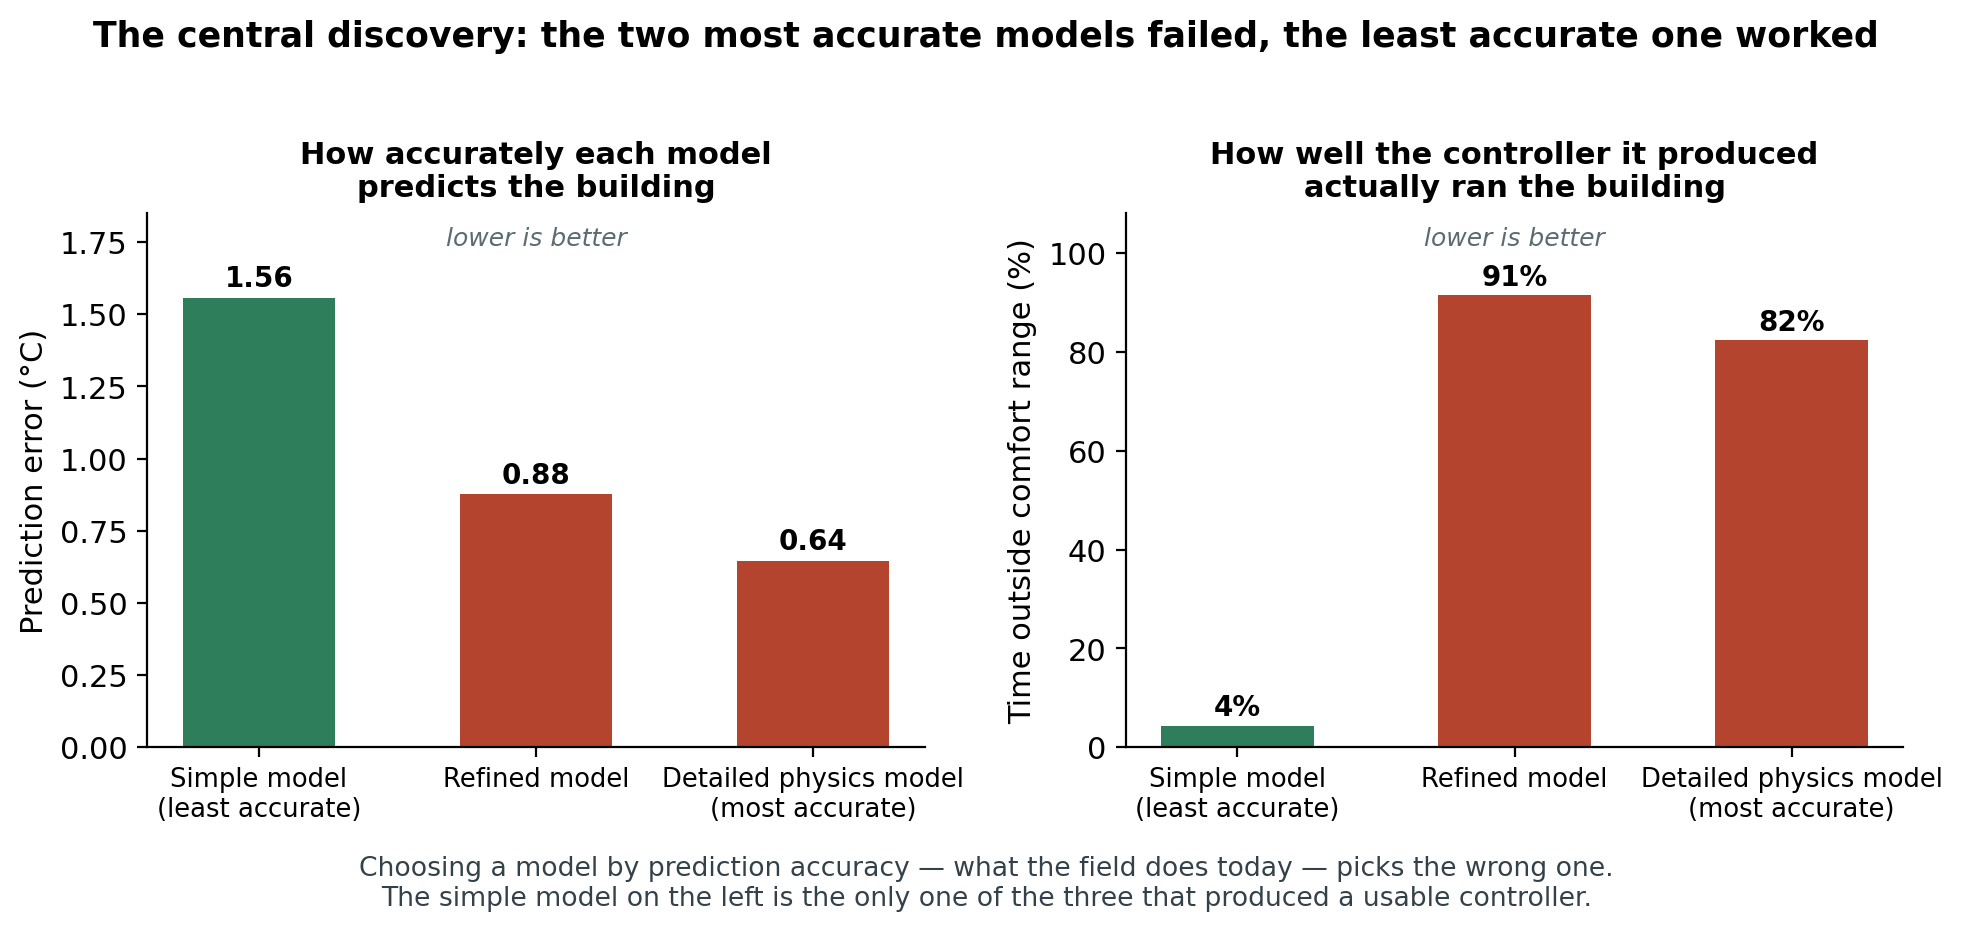 The central discovery: the two most accurate models failed, the least accurate one worked
How accurately each model
predicts the building
lower is better
Prediction error (°C)
1.75
1.50
1.25
1.00
0.75
0.50
0.25
0.00
1.56
0.88
0.64
Simple model
(least accurate)
Refined model
Detailed physics model
(most accurate)
How well the controller it produced
actually ran the building
lower is better
Time outside comfort range (%)
100
80
60
40
20
0
4%
91%
82%
Simple model
(least accurate)
Refined model
Detailed physics model
(most accurate)
Choosing a model by prediction accuracy — what the field does today — picks the wrong one.
The simple model on the left is the only one of the three that produced a usable controller.